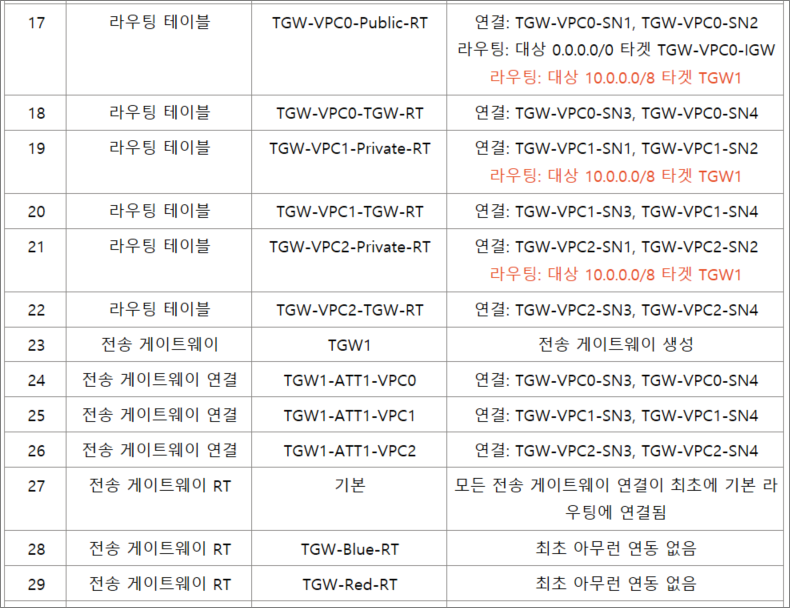 17 라우팅 테이블 TGW-VPC0-Public-RT 연결: TGW-VPC0-SN1, TGW-VPC0-SN2
라우팅: 대상 0.0.0.0/0 타겟 TGW-VPC0-IGW
라우팅: 대상 10.0.0.0/8 타겟 TGW1
18 라우팅 테이블 TGW-VPC0-TGW-RT 연결: TGW-VPC0-SN3, TGW-VPC0-SN4
19 라우팅 테이블 TGW-VPC1-Private-RT 연결: TGW-VPC1-SN1, TGW-VPC1-SN2
라우팅: 대상 10.0.0.0/8 타겟 TGW1
20 라우팅 테이블 TGW-VPC1-TGW-RT 연결: TGW-VPC1-SN3, TGW-VPC1-SN4
21 라우팅 테이블 TGW-VPC2-Private-RT 연결: TGW-VPC2-SN1, TGW-VPC2-SN2
라우팅: 대상 10.0.0.0/8 타겟 TGW1
22 라우팅 테이블 TGW-VPC2-TGW-RT 연결: TGW-VPC2-SN3, TGW-VPC2-SN4
23 전송 게이트웨이 TGW1 전송 게이트웨이 생성
24 전송 게이트웨이 연결 TGW1-ATT1-VPC0 연결: TGW-VPC0-SN3, TGW-VPC0-SN4
25 전송 게이트웨이 연결 TGW1-ATT1-VPC1 연결: TGW-VPC1-SN3, TGW-VPC1-SN4
26 전송 게이트웨이 연결 TGW1-ATT1-VPC2 연결: TGW-VPC2-SN3, TGW-VPC2-SN4
27 전송 게이트웨이 RT 기본 모든 전송 게이트웨이 연결이 최초에 기본 라
우팅에 연결됨
28 전송 게이트웨이 RT TGW-Blue-RT 최초 아무런 연동 없음
29 전송 게이트웨이 RT TGW-Red-RT 최초 아무런 연동 없음